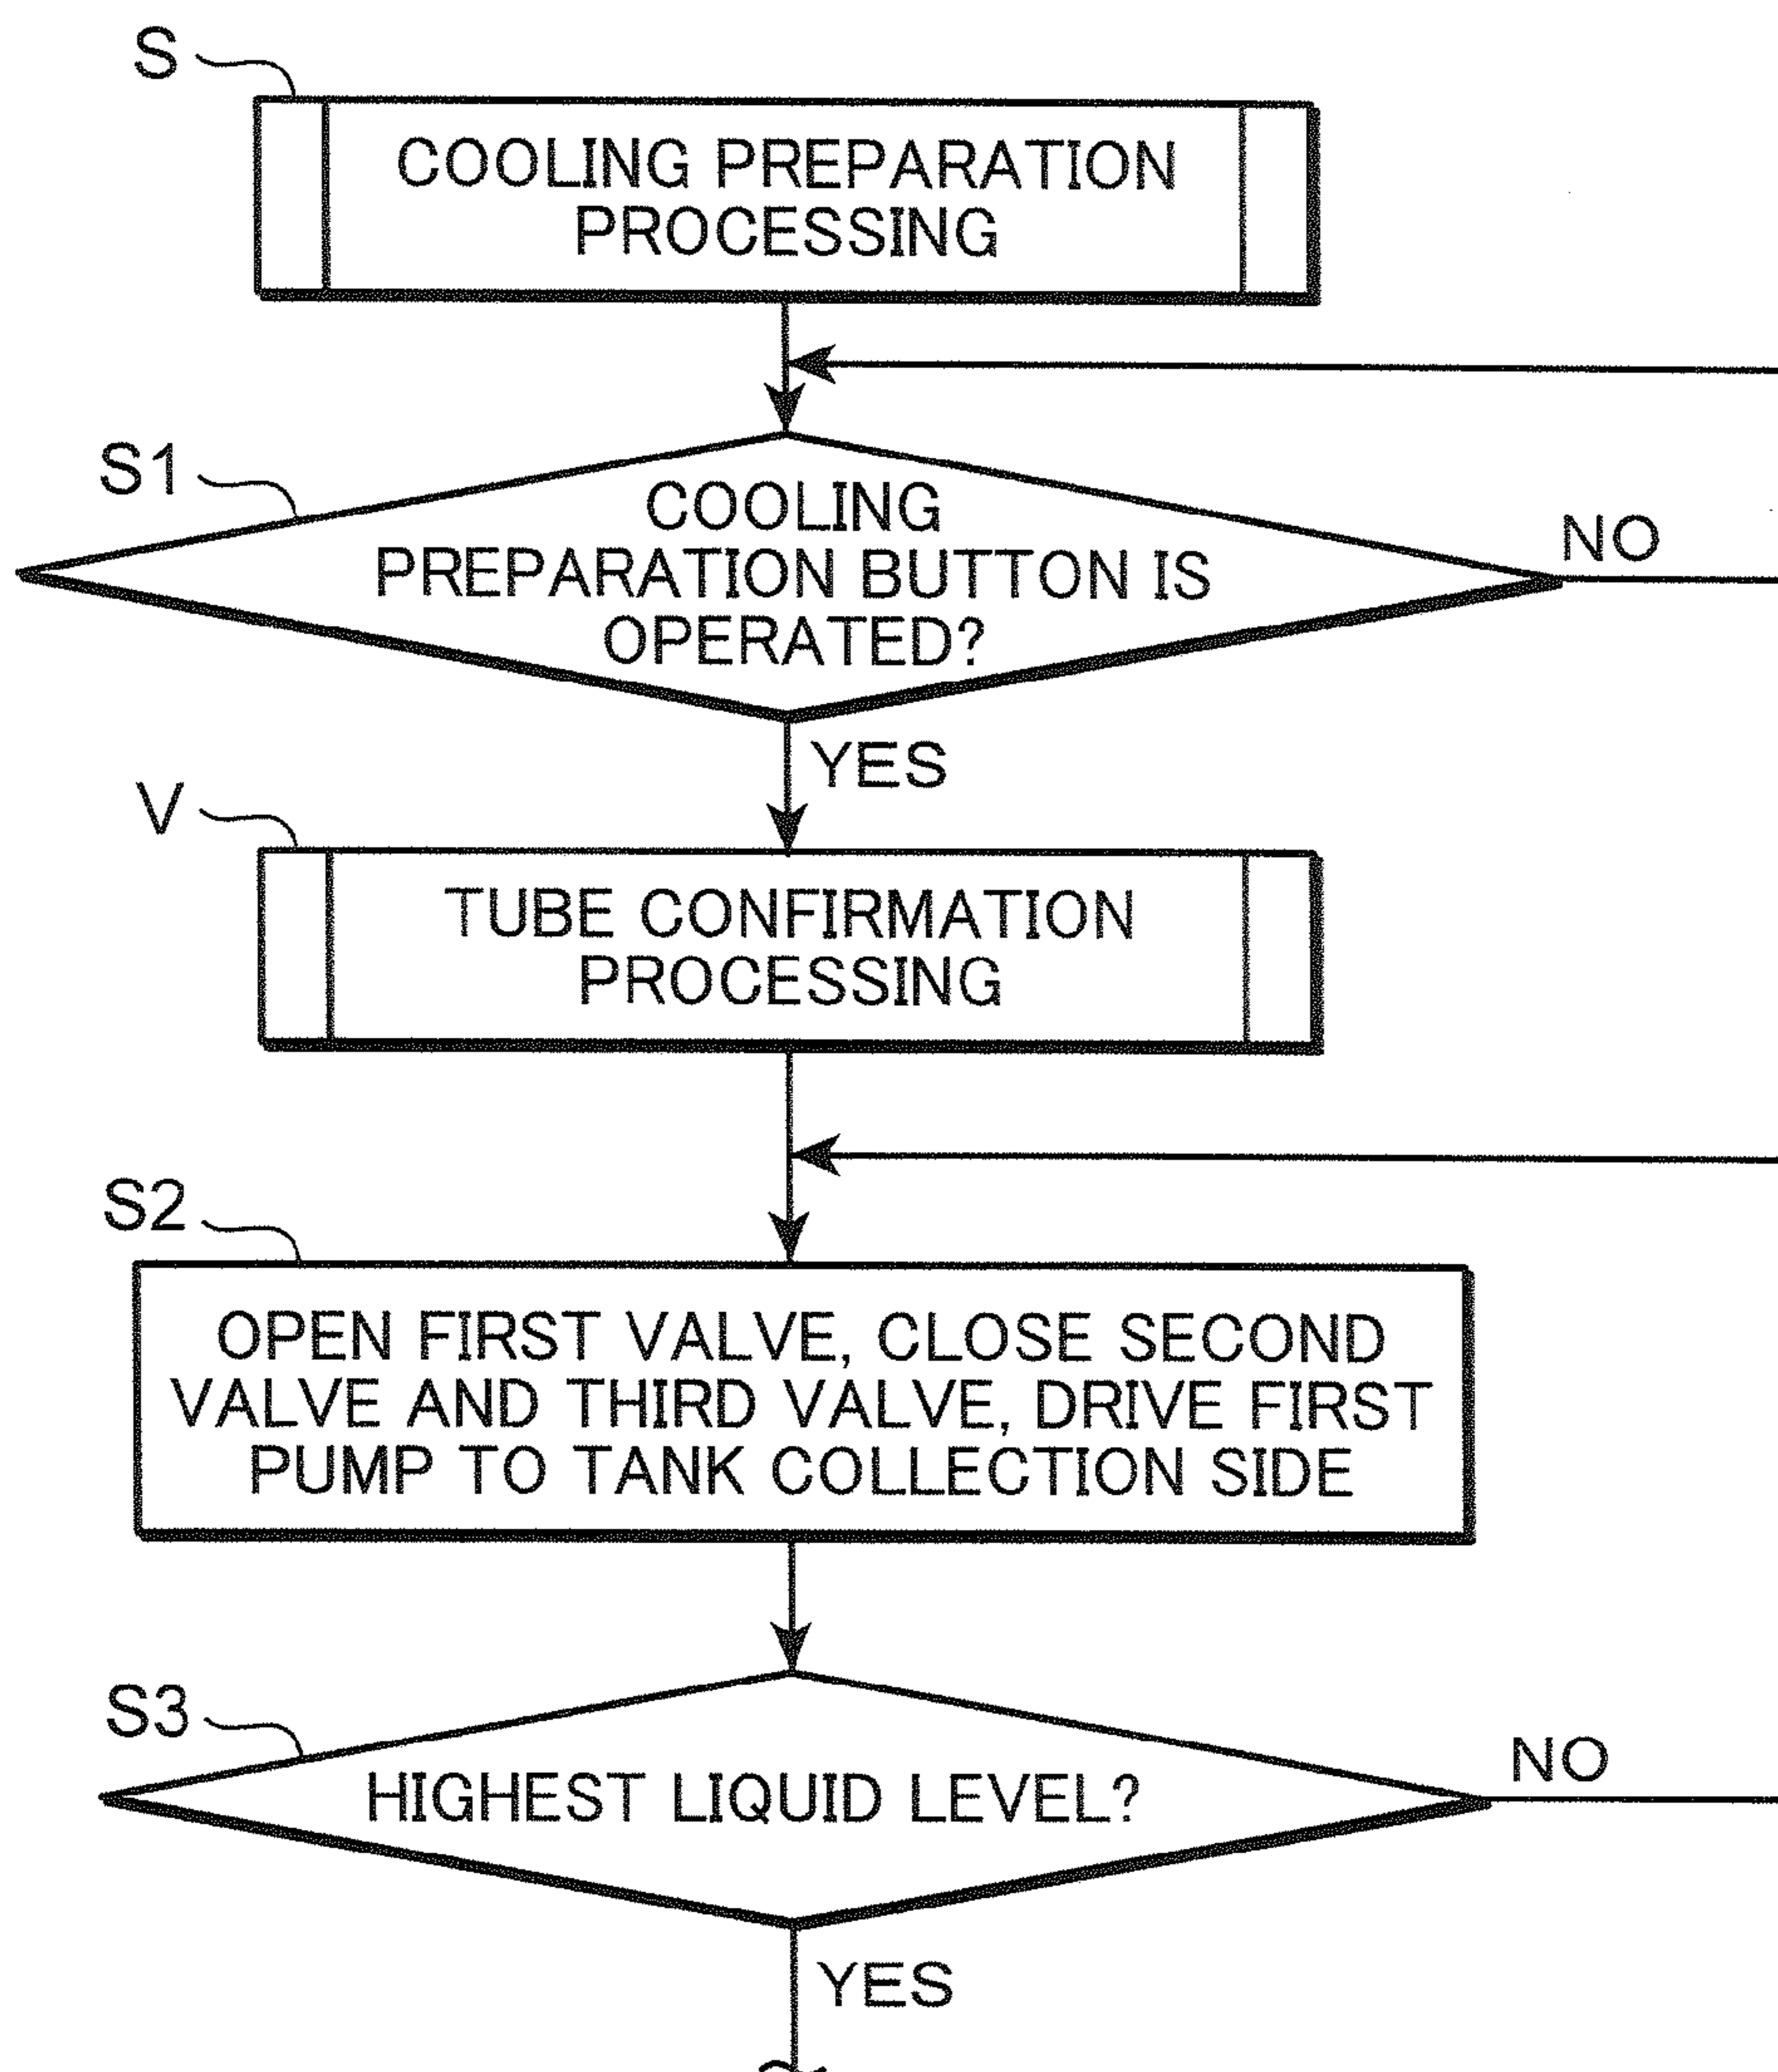 S
COOLING PREPARATION
PROCESSING
S1
COOLING
PREPARATION BUTTON IS
OPERATED?
NO
YES
V
TUBE CONFIRMATION
PROCESSING
S2
OPEN FIRST VALVE, CLOSE SECOND
VALVE AND THIRD VALVE, DRIVE FIRST
PUMP TO TANK COLLECTION SIDE
S3
HIGHEST LIQUID LEVEL?
NO
YES